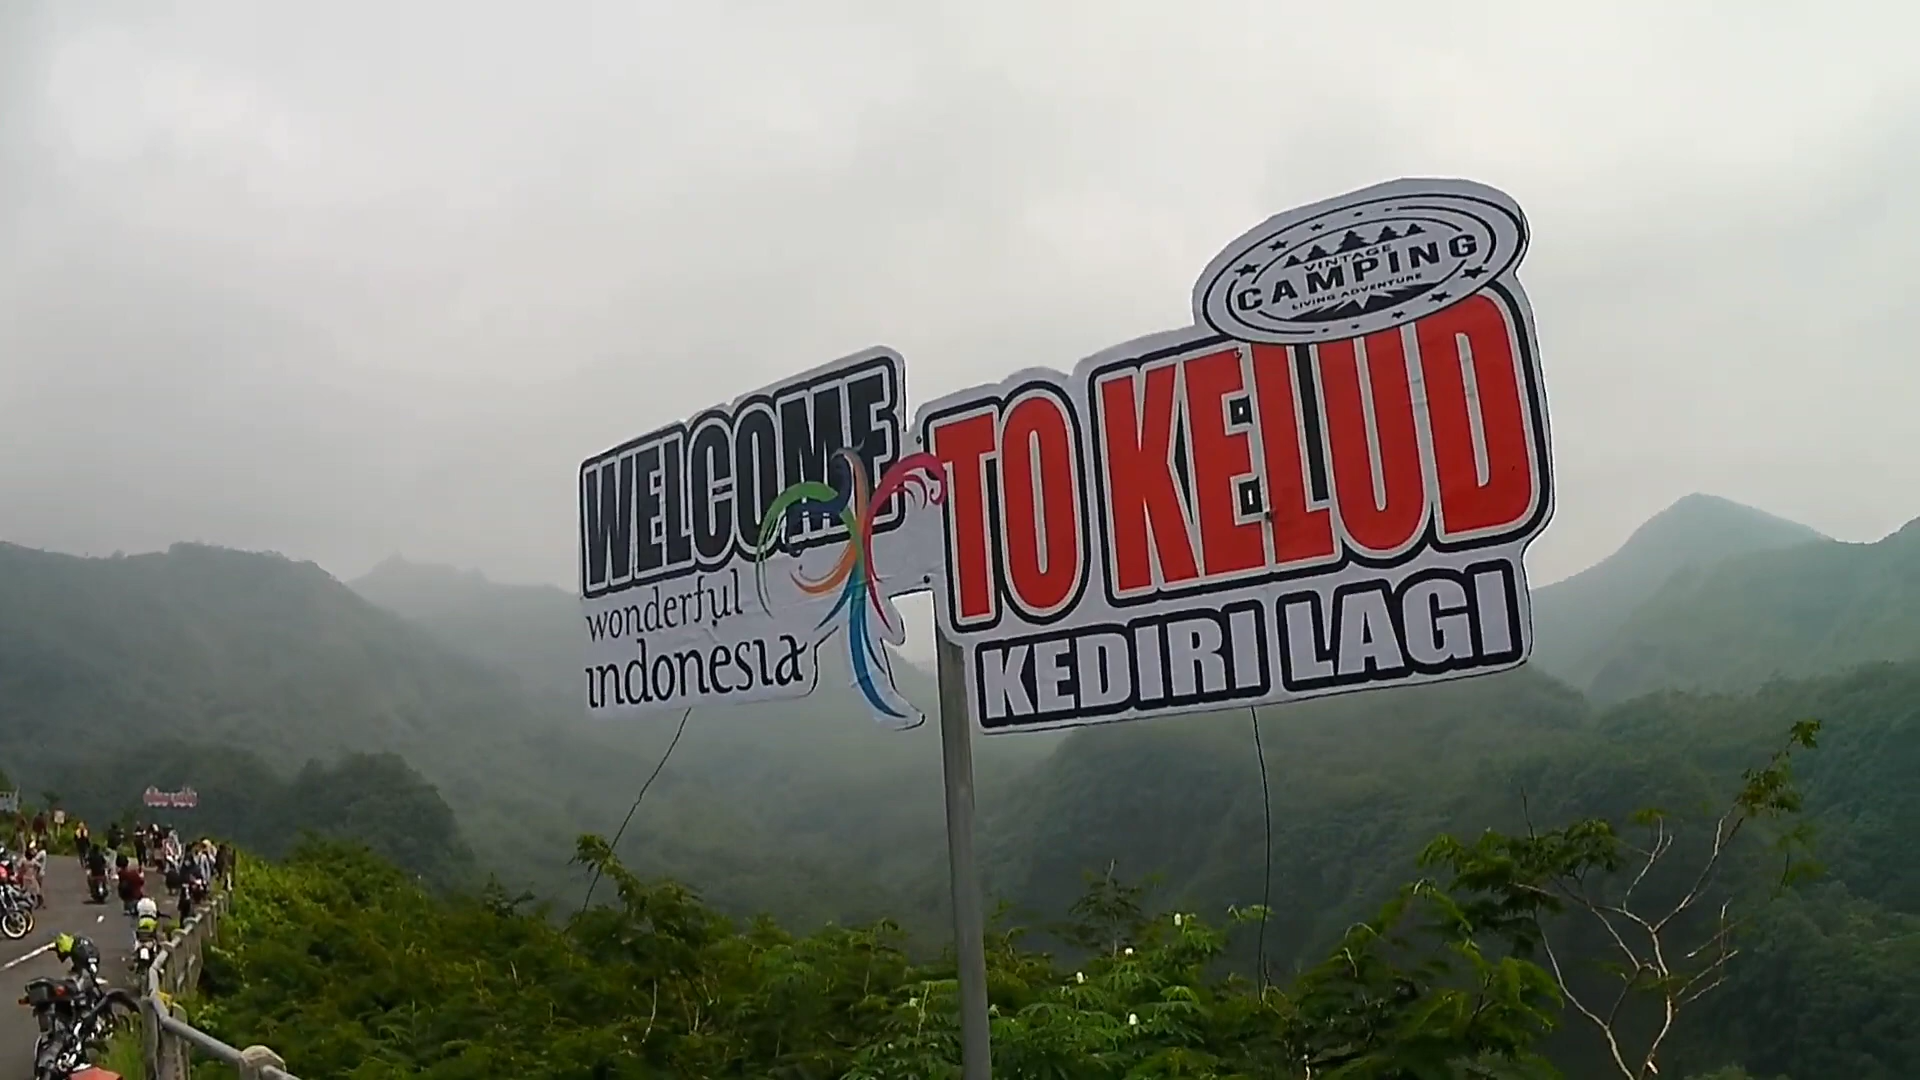 VINTAGE
CAMPING
LIVING ADVENTURE
WELCOME TO KELUD
wonderful
indonesia
KEDIRI LAGI